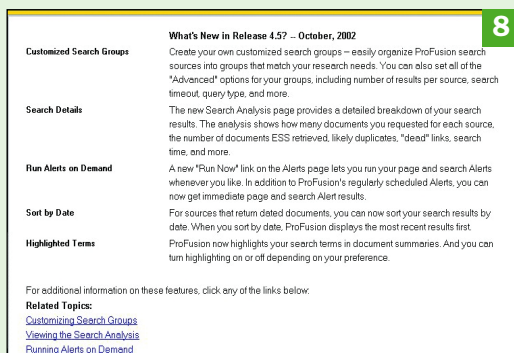 8
What's New in Release 4.5? -- October, 2002
Customized Search Groups
Create your own customized search groups – easily organize ProFusion search
sources into groups that match your research needs. You can also set all of the
"Advanced" options for your groups, including number of results per source, search
timeout, query type, and more.
Search Details
The new Search Analysis page provides a detailed breakdown of your search
results. The analysis shows how many documents you requested for each source,
the number of documents ESS retrieved, likely duplicates, "dead" links, search
time, and more.
Run Alerts on Demand
A new "Run Now" link on the Alerts page lets you run your page and search Alerts
whenever you like. In addition to ProFusion's regularly scheduled Alerts, you can
now get immediate page and search Alert results.
Sort by Date
For sources that return dated documents, you can now sort your search results by
date. When you sort by date, ProFusion displays the most recent results first.
Highlighted Terms
ProFusion now highlights your search terms in document summaries. And you can
turn highlighting on or off depending on your preference.
For additional information on these features, click any of the links below:
Related Topics:
Customizing Search Groups
Viewing the Search Analysis
Running Alerts on Demand